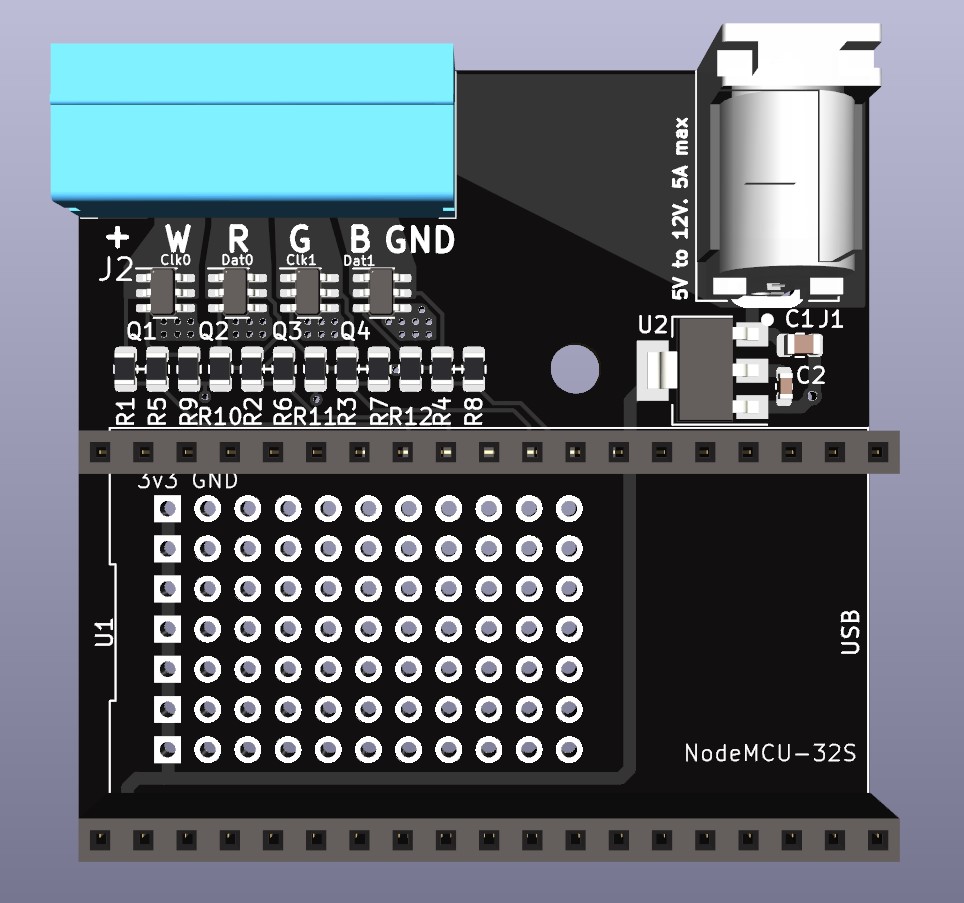 5V to 12V. 5A max
+ W R G B GND
Clk0 Dat0 Clk1 Dat1
J2
Q1 Q2 Q3 Q4
U2 C1 J1
C2
R1 R5 R9 R10 R2 R6 R11 R3 R7 R12 R4 R8
3v3 GND
U1
USB
NodeMCU-32S